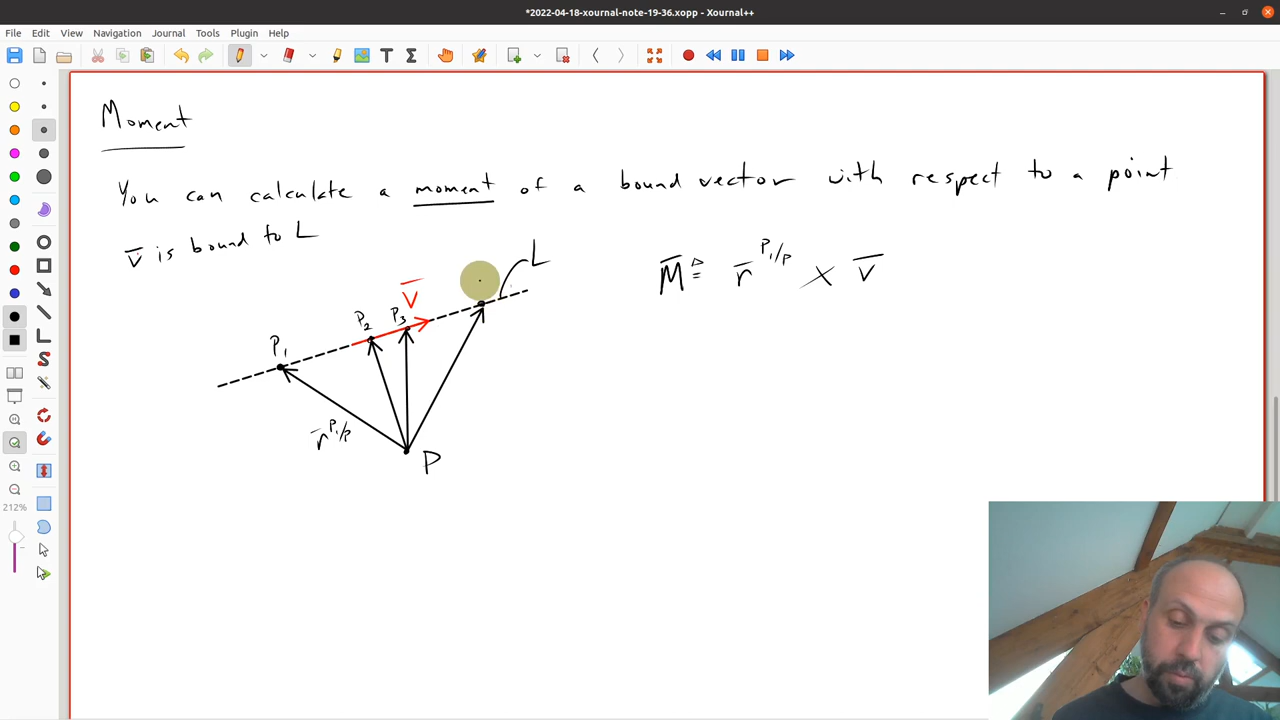 *2022-04-18-xournal-note-19-36.xopp - Xournal++
File Edit View Navigation Journal Tools Plugin Help
Moment
You can calculate a moment of a bound vector with respect to a point
v̄ is bound to L
L
M̄ ≜ r̄^P₁/P × v̄
v̄
P₂ P₃
P₁
r̄^P₁/P
P
212%